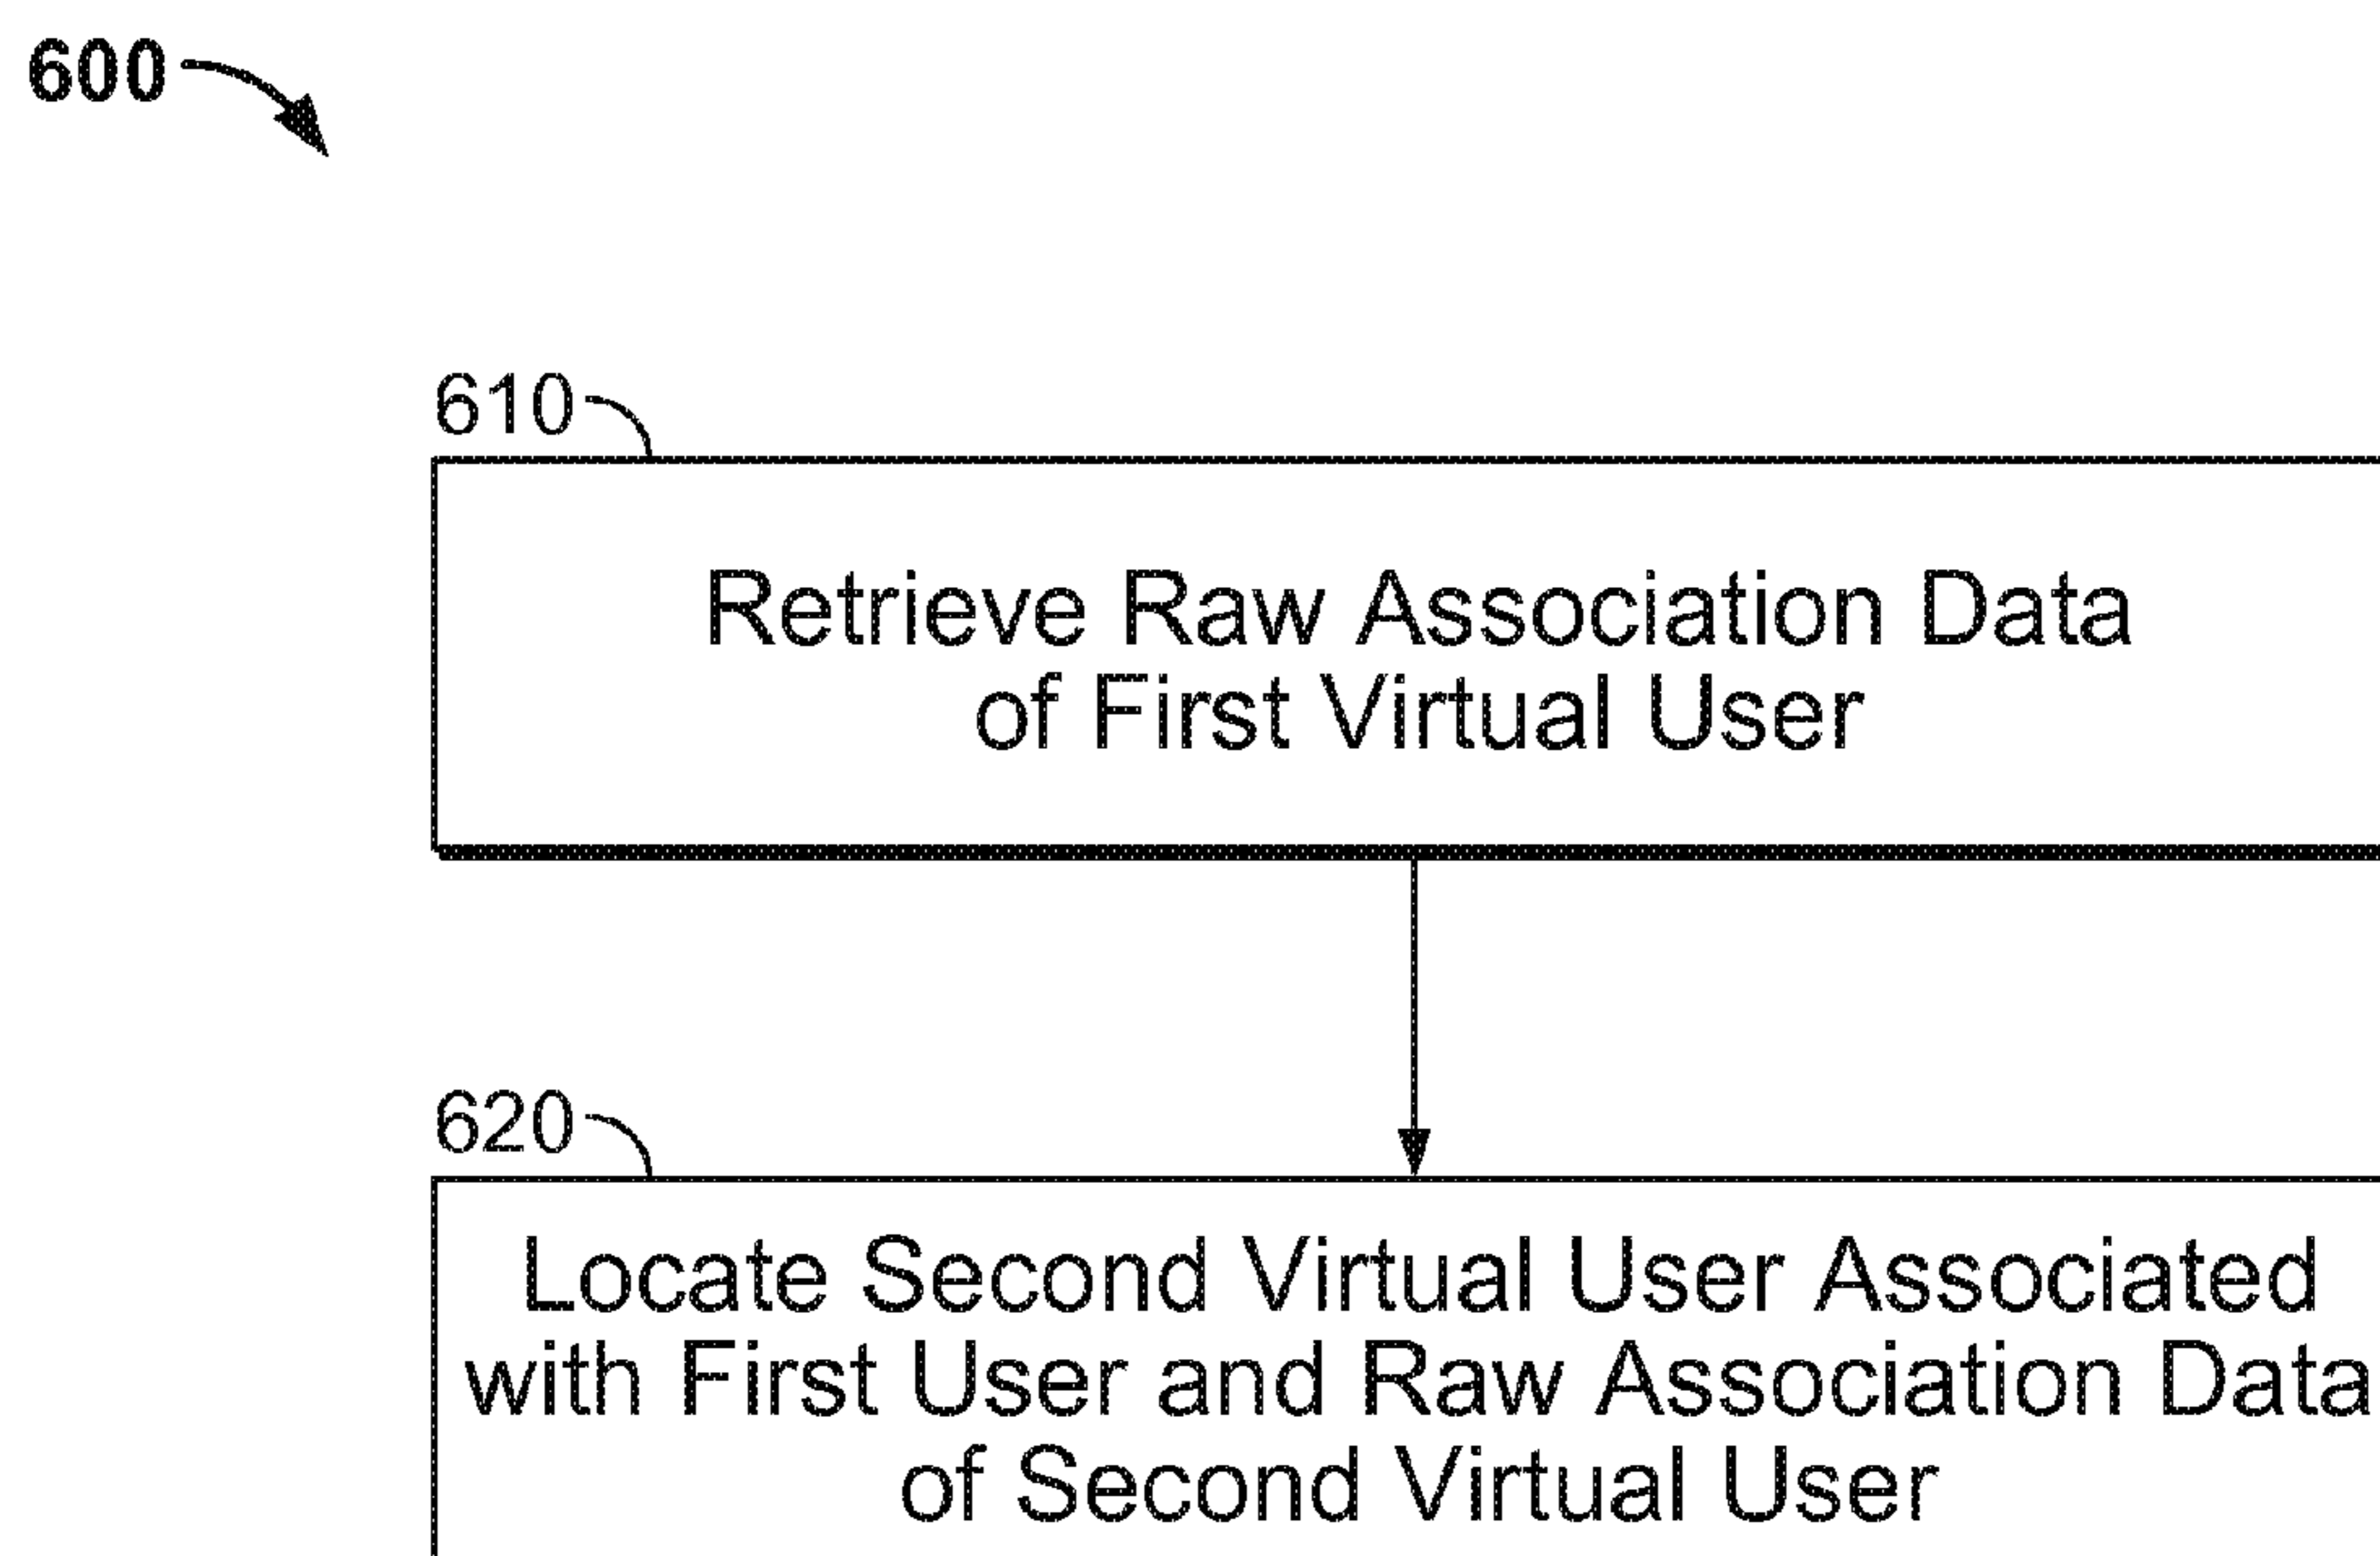 600
610
Retrieve Raw Association Data
of First Virtual User
620
Locate Second Virtual User Associated
with First User and Raw Association Data
of Second Virtual User